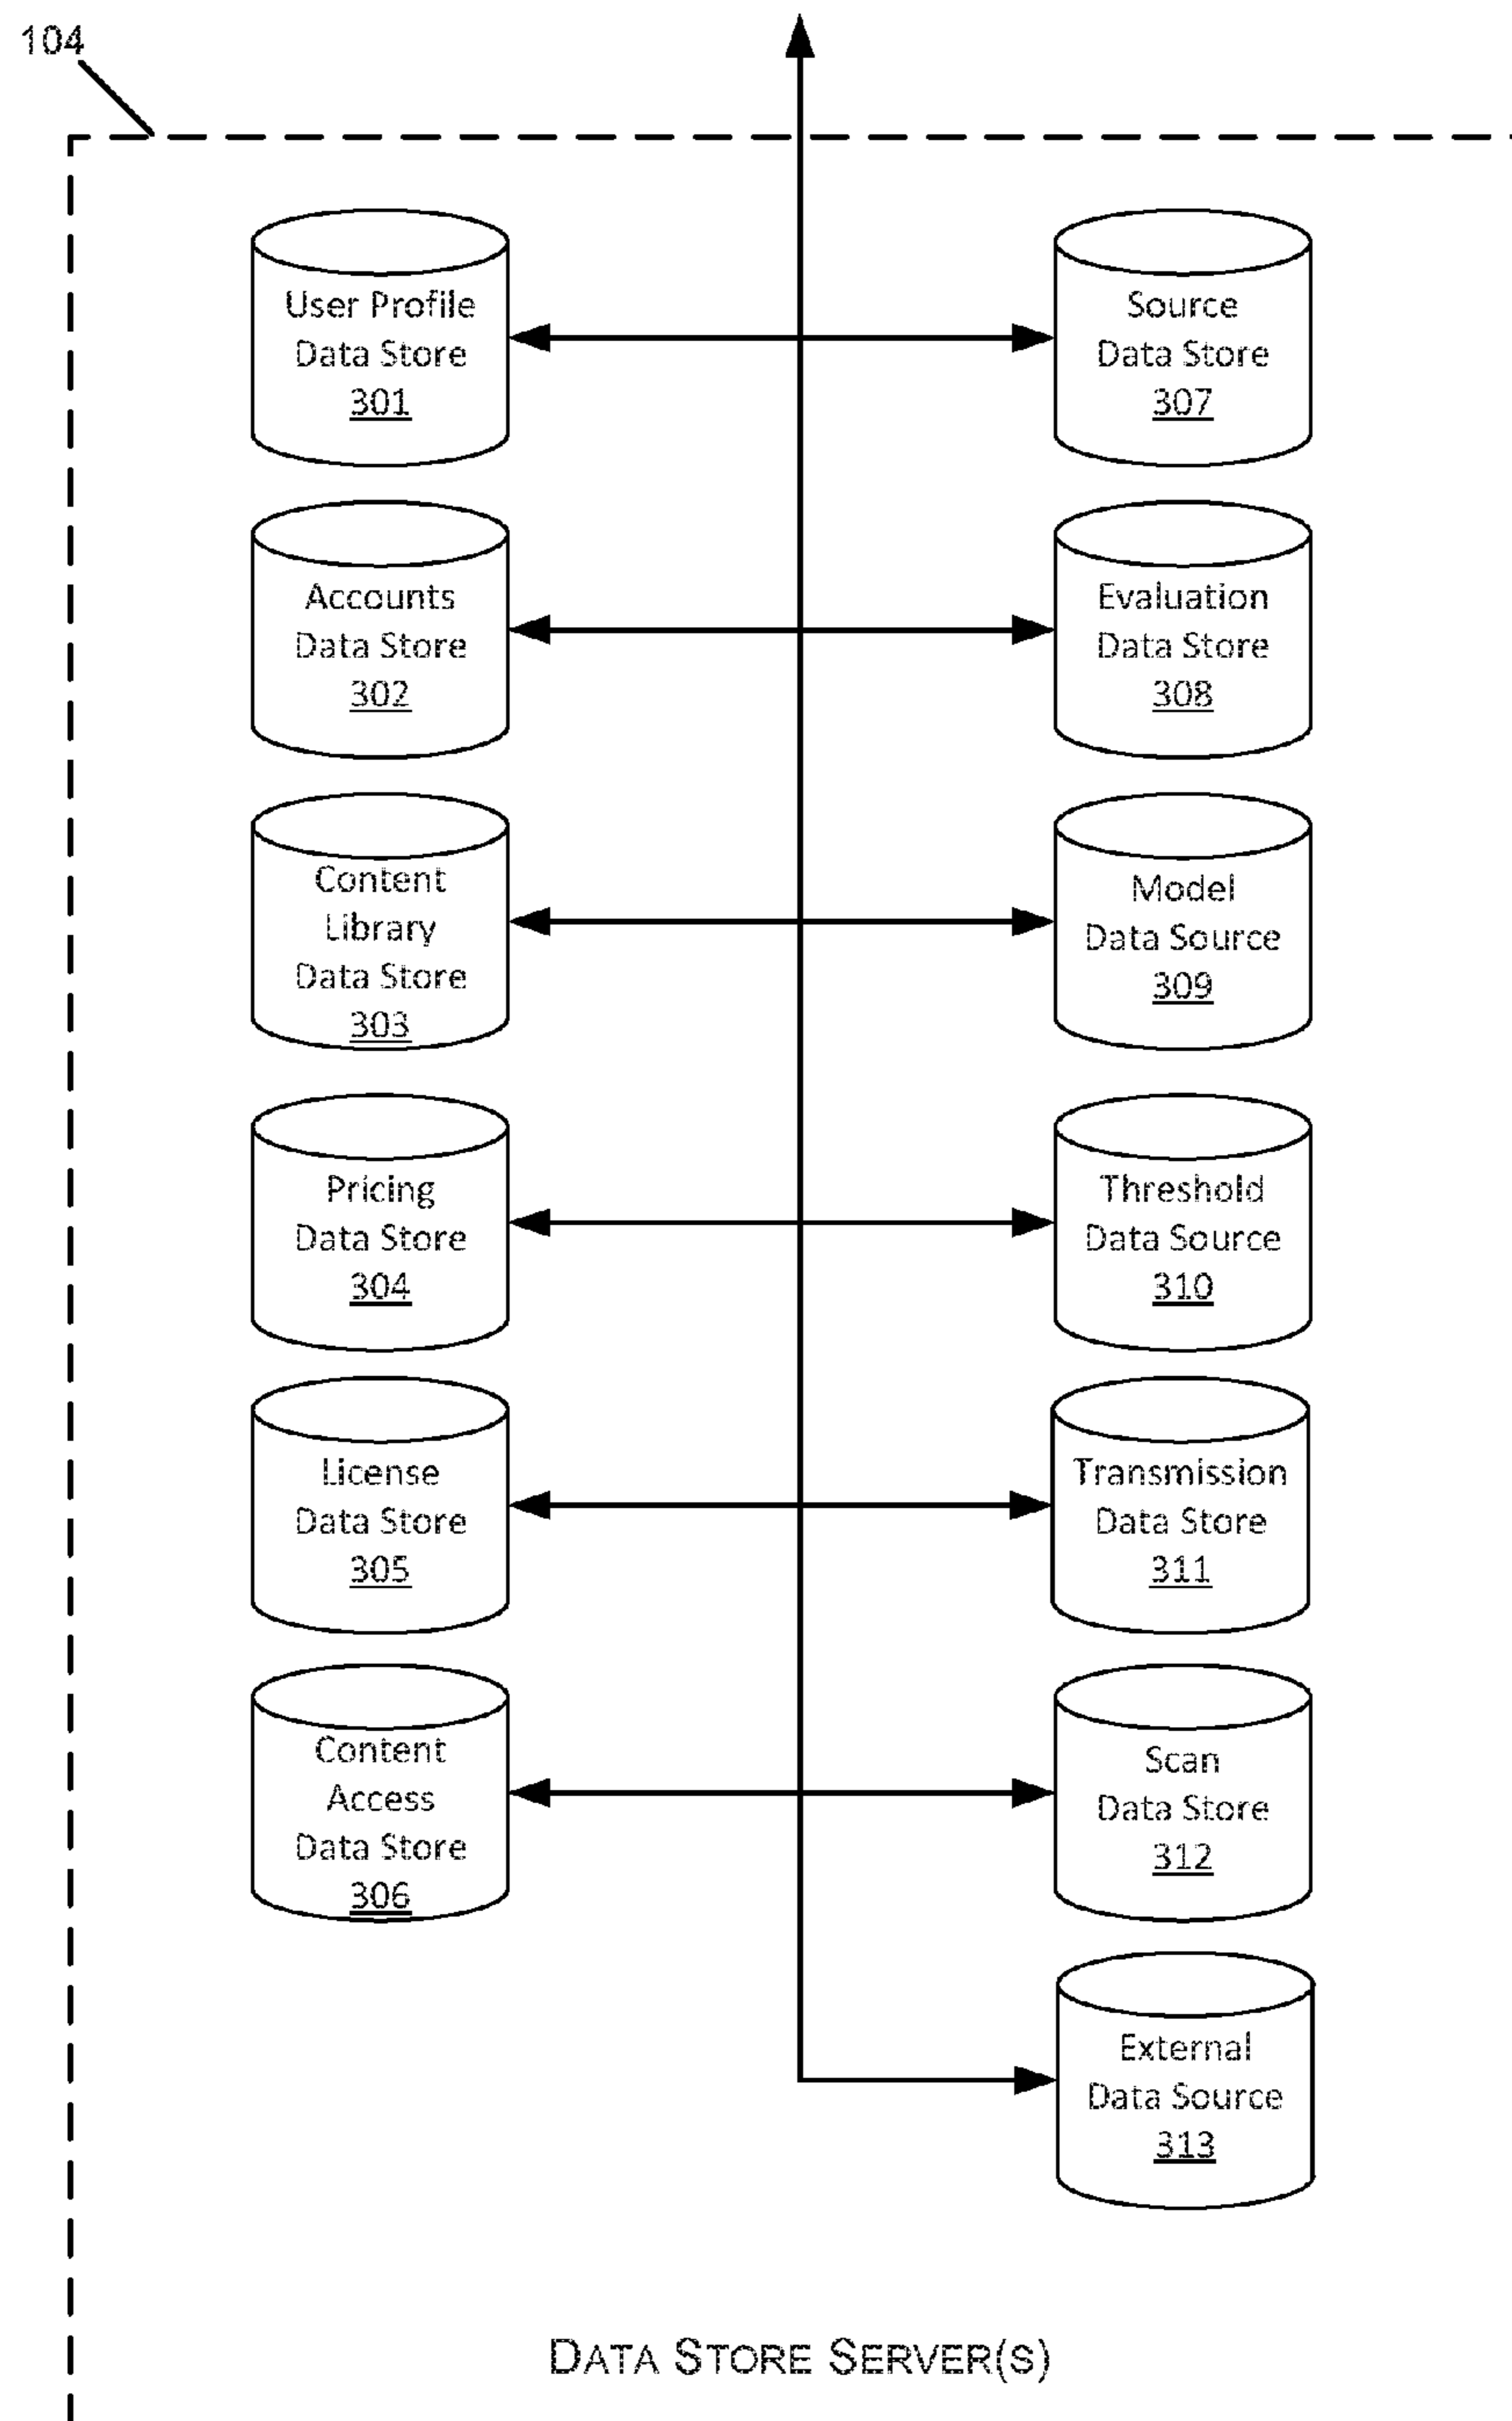 104
User Profile
Data Store
301
Source
Data Store
307
Accounts
Data Store
302
Evaluation
Data Store
308
Content
Library
Data Store
303
Model
Data Source
309
Pricing
Data Store
304
Threshold
Data Source
310
License
Data Store
305
Transmission
Data Store
311
Content
Access
Data Store
306
Scan
Data Store
312
External
Data Source
313
DATA STORE SERVER(S)